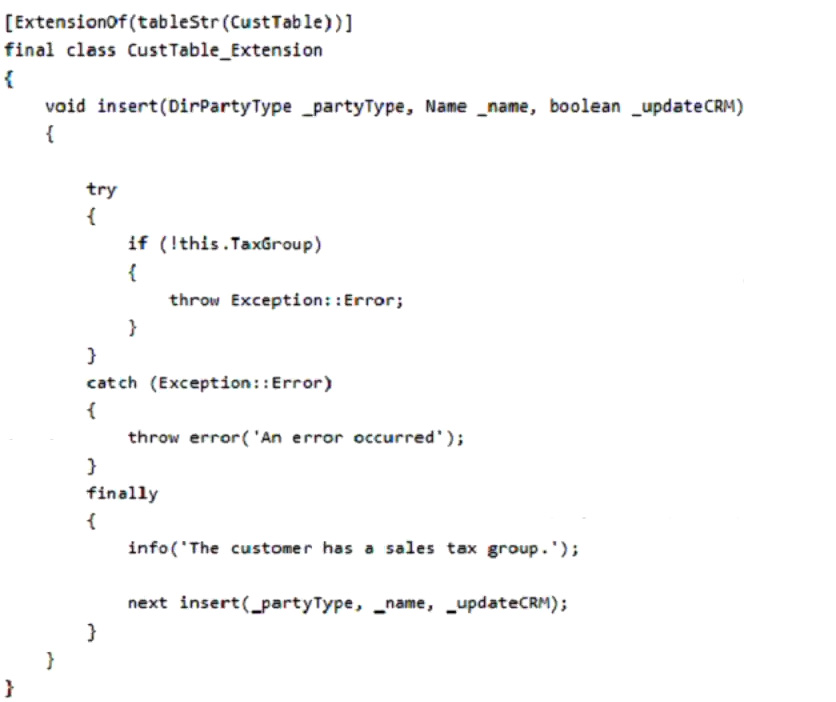 [ExtensionOf(tableStr(CustTable))]
final class CustTable_Extension
{
    void insert(DirPartyType _partyType, Name _name, boolean _updateCRM)
    {

        try
        {
            if (!this.TaxGroup)
            {
                throw Exception::Error;
            }
        }
        catch (Exception::Error)
        {
            throw error('An error occurred');
        }
        finally
        {
            info('The customer has a sales tax group.');

            next insert(_partyType, _name, _updateCRM);
        }
    }
}